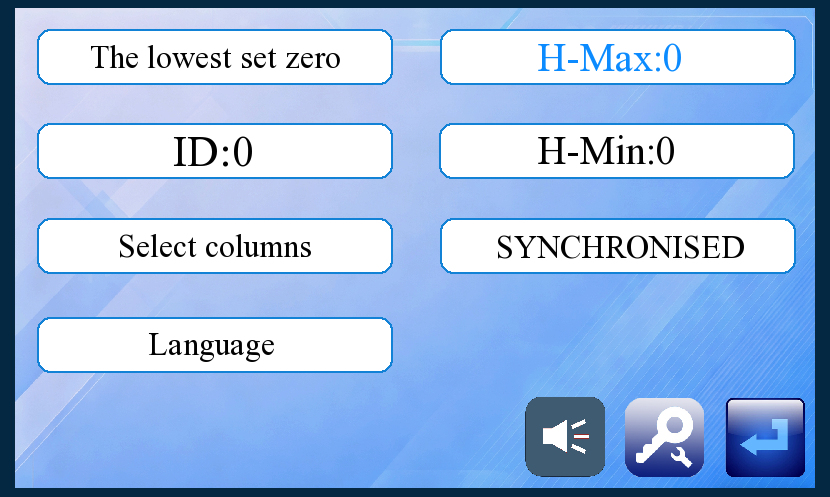 The lowest set zero
H-Max:0
ID:0
H-Min:0
Select columns
SYNCHRONISED
Language